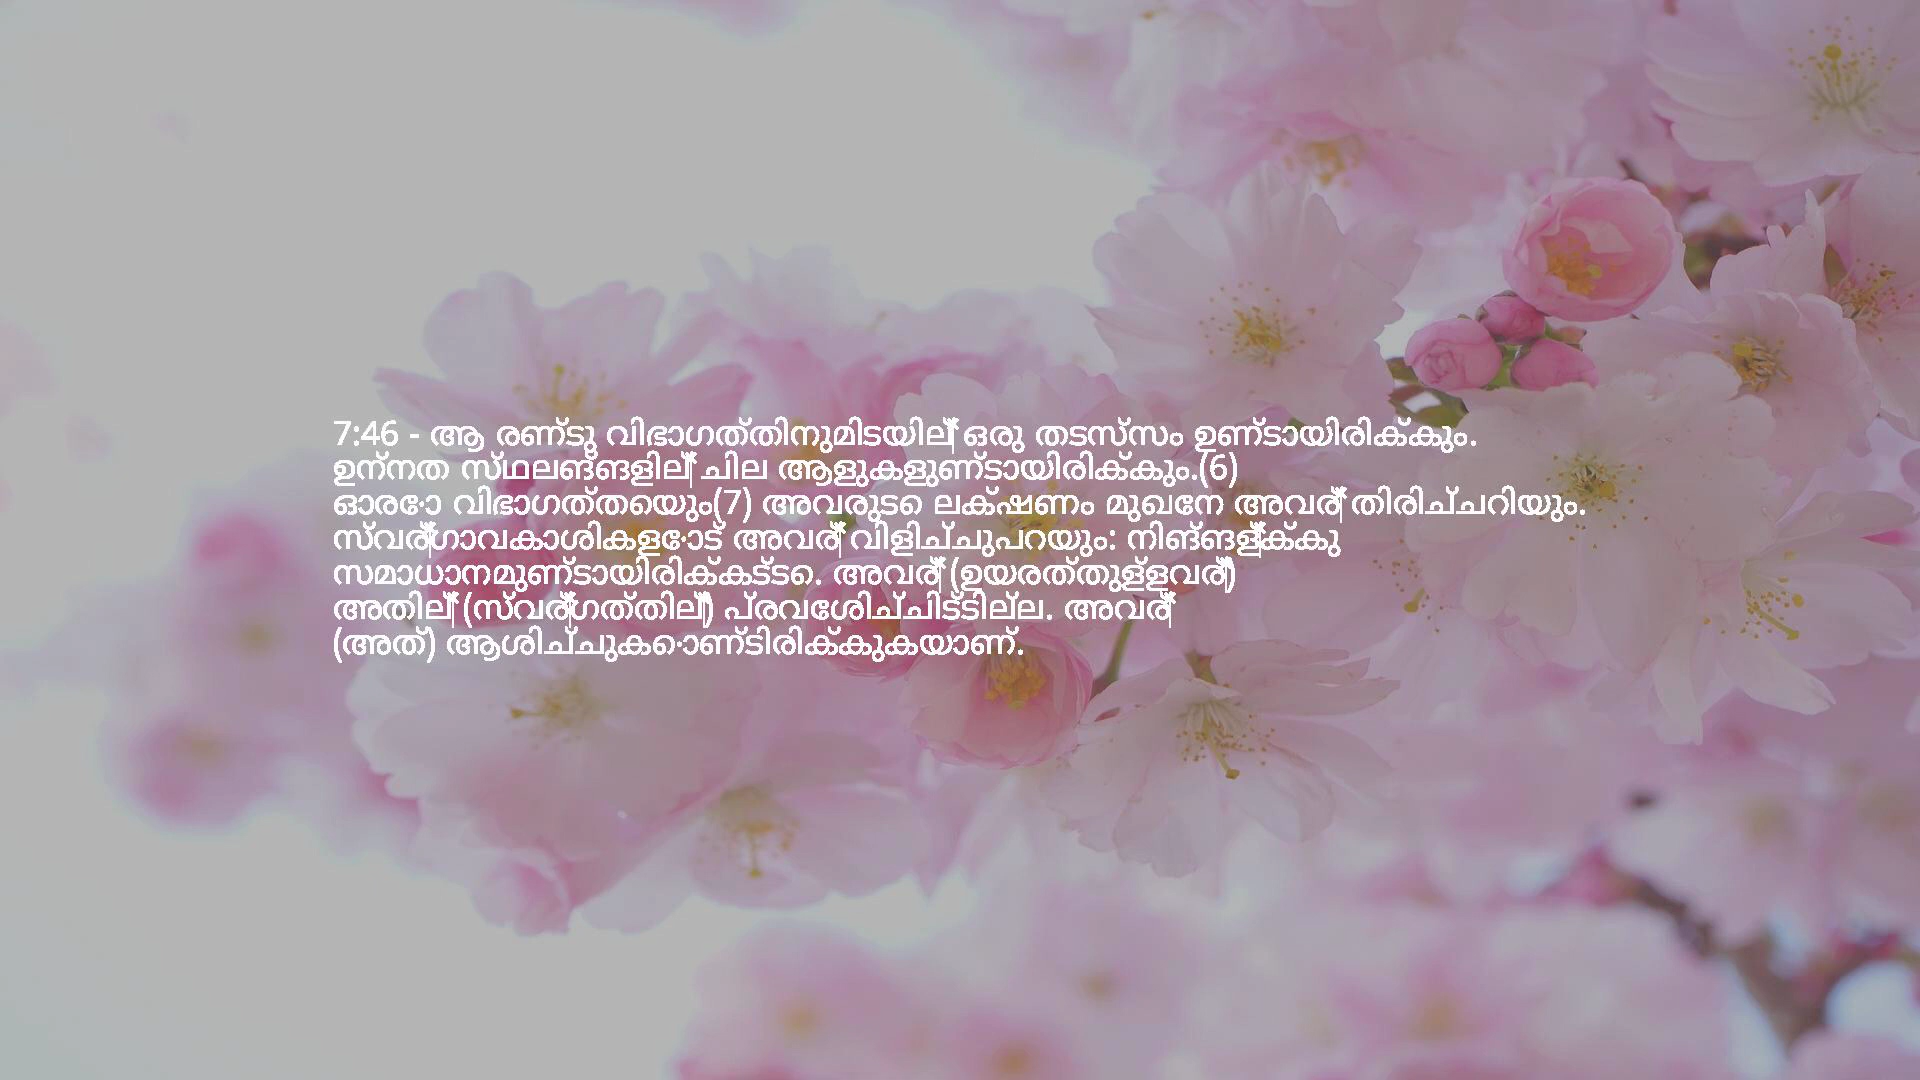 7:46 - ആ രണ്ടു വിഭാഗത്തിനുമിടയില്‍ ഒരു തടസ്സം ഉണ്ടായിരിക്കും.
ഉന്നത സ്ഥലങ്ങളില്‍ ചില ആളുകളുണ്ടായിരിക്കും.(6)
ഓരോ വിഭാഗത്തെയും(7) അവരുടെ ലക്ഷണം മുഖേന അവര്‍ തിരിച്ചറിയും.
സ്വര്‍ഗാവകാശികളോട് അവര്‍ വിളിച്ചുപറയും: നിങ്ങള്‍ക്കു
സമാധാനമുണ്ടായിരിക്കട്ടെ. അവര്‍ (ഉയരത്തുള്ളവര്‍)
അതില്‍ (സ്വര്‍ഗത്തില്‍) പ്രവേശിച്ചിട്ടില്ല. അവര്‍
(അത്) ആശിച്ചുകൊണ്ടിരിക്കുകയാണ്.